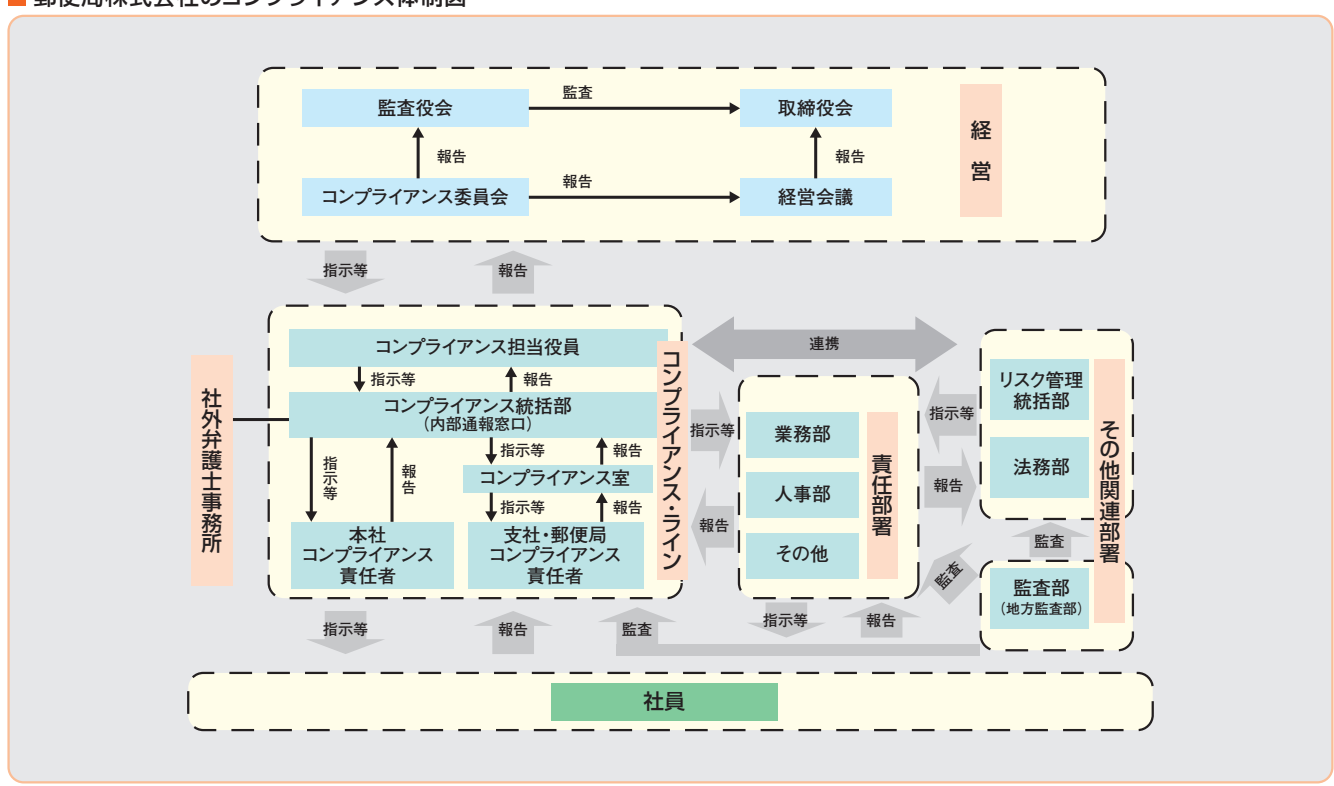 郵便局株式会社のコンプライアンス体制図
監査役会
監査
取締役会
報告
報告
コンプライアンス委員会
報告
経営会議
経営
指示等
報告
コンプライアンス担当役員
指示等
報告
コンプライアンス統括部
（内部通報窓口）
指示等
報告
指示等
報告
コンプライアンス室
指示等
報告
本社
コンプライアンス
責任者
支社・郵便局
コンプライアンス
責任者
コンプライアンス・ライン
社外弁護士事務所
連携
指示等
報告
業務部
人事部
その他
責任部署
指示等
報告
リスク管理
統括部
法務部
その他関連部署
監査
監査
監査部
（地方監査部）
指示等
報告
監査
指示等
報告
社員